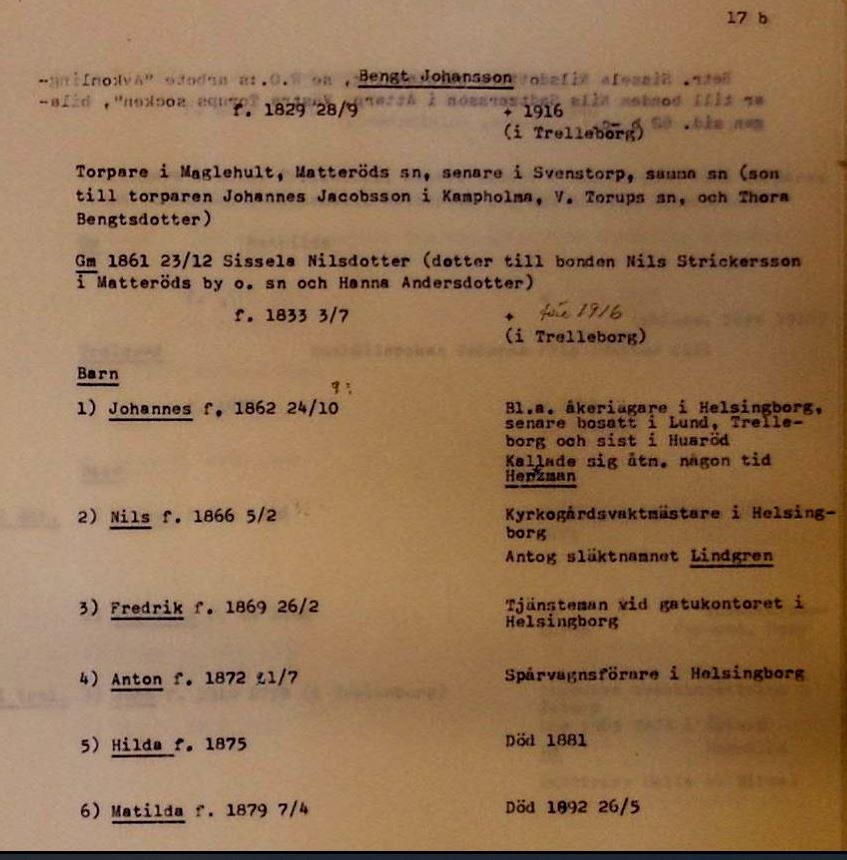 17 b
Bengt Johansson
f. 1829 28/9 + 1916
(i Trelleborg)
Torpare i Maglehult, Matteröds sn, senare i Svenstorp, samma sn (son
till torparen Johannes Jacobsson i Kampholma, V. Torups sn, och Thora
Bengtsdotter)
Gm 1861 23/12 Sissela Nilsdotter (dotter till bonden Nils Strickersson
i Matteröds by o. sn och Hanna Andersdotter)
f. 1833 3/7 + före 1916
(i Trelleborg)
Barn
1) Johannes f. 1862 24/10 Bl.a. åkeriägare i Helsingborg,
senare bosatt i Lund, Trelle-
borg och sist i Huaröd
Kallade sig åtm. någon tid
Herzman
2) Nils f. 1866 5/2 Kyrkogårdsvaktmästare i Helsing-
borg
Antog släktnamnet Lindgren
3) Fredrik f. 1869 26/2 Tjänsteman vid gatukontoret i
Helsingborg
4) Anton f. 1872 11/7 Spårvagnsförare i Helsingborg
5) Hilda f. 1875 Död 1881
6) Matilda f. 1879 7/4 Död 1892 26/5